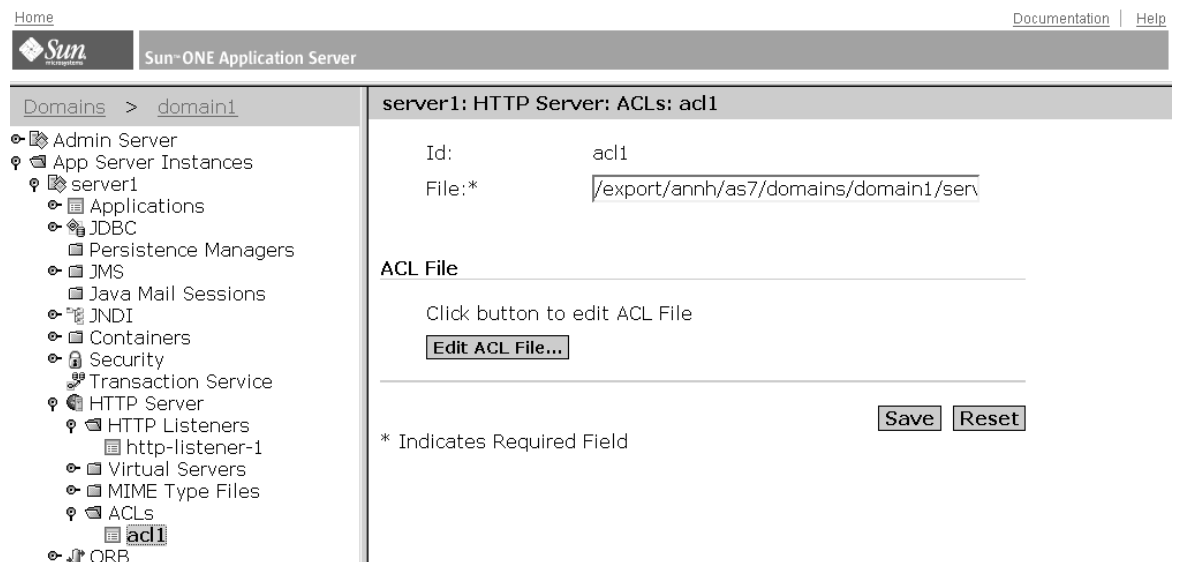 Home
Documentation | Help
Sun
microsystems
Sun™ ONE Application Server
Domains > domain1
Admin Server
App Server Instances
server1
Applications
JDBC
Persistence Managers
JMS
Java Mail Sessions
JNDI
Containers
Security
Transaction Service
HTTP Server
HTTP Listeners
http-listener-1
Virtual Servers
MIME Type Files
ACLs
acl1
ORB
server1: HTTP Server: ACLs: acl1
Id: acl1
File:* /export/annh/as7/domains/domain1/serv
ACL File
Click button to edit ACL File
Edit ACL File...
Save Reset
* Indicates Required Field